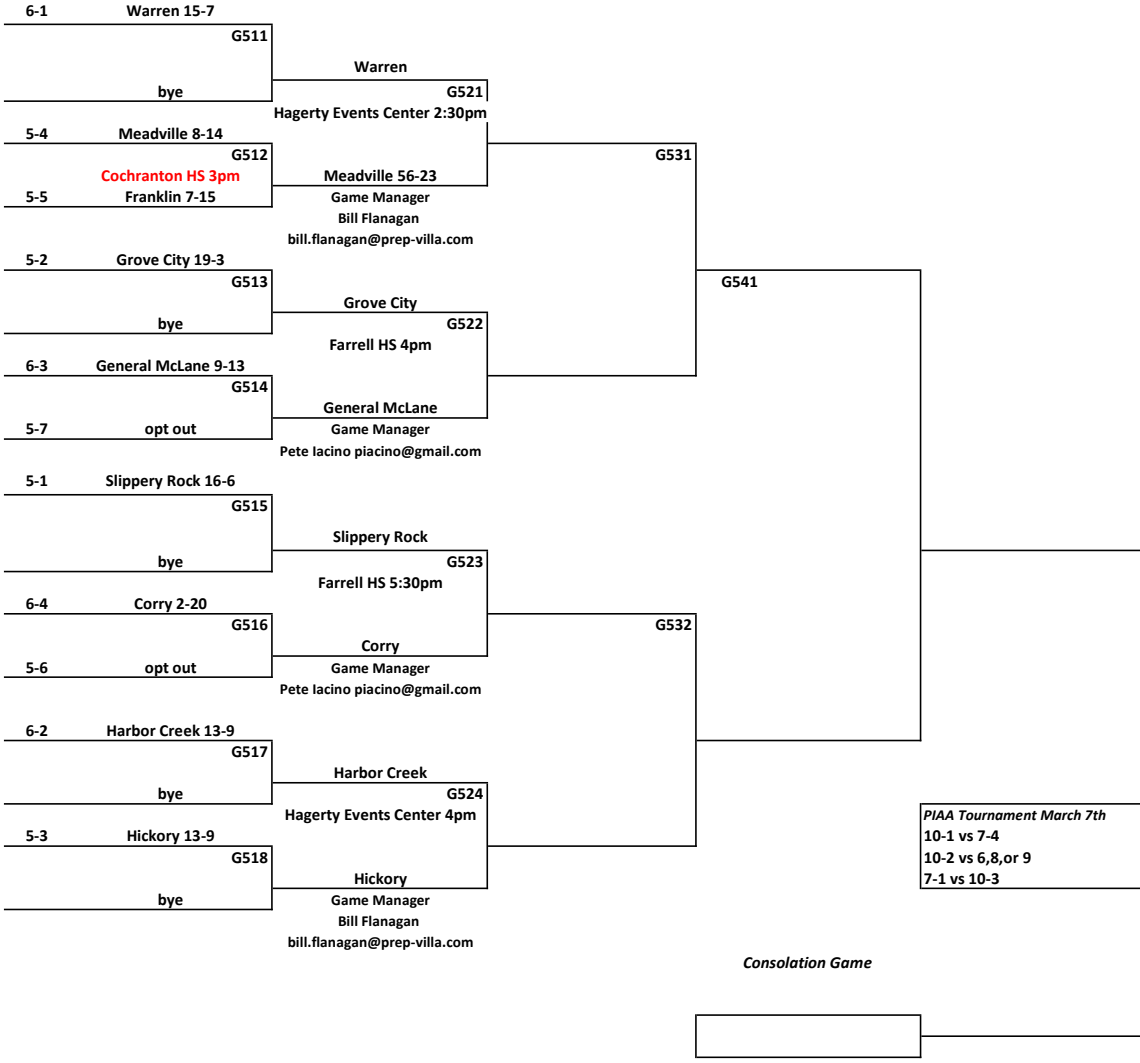 6-1 Warren 15-7
G511
Warren
bye
G521
Hagerty Events Center 2:30pm
5-4 Meadville 8-14
G512
G531
Cochranton HS 3pm
Meadville 56-23
5-5 Franklin 7-15
Game Manager
Bill Flanagan
bill.flanagan@prep-villa.com
5-2 Grove City 19-3
G513
G541
Grove City
bye
G522
Farrell HS 4pm
6-3 General McLane 9-13
G514
General McLane
5-7 opt out
Game Manager
Pete Iacino piacino@gmail.com
5-1 Slippery Rock 16-6
G515
Slippery Rock
bye
G523
Farrell HS 5:30pm
6-4 Corry 2-20
G516
G532
Corry
5-6 opt out
Game Manager
Pete Iacino piacino@gmail.com
6-2 Harbor Creek 13-9
G517
Harbor Creek
bye
G524
Hagerty Events Center 4pm
5-3 Hickory 13-9
G518
Hickory
bye
Game Manager
Bill Flanagan
bill.flanagan@prep-villa.com
PIAA Tournament March 7th
10-1 vs 7-4
10-2 vs 6,8,or 9
7-1 vs 10-3
Consolation Game